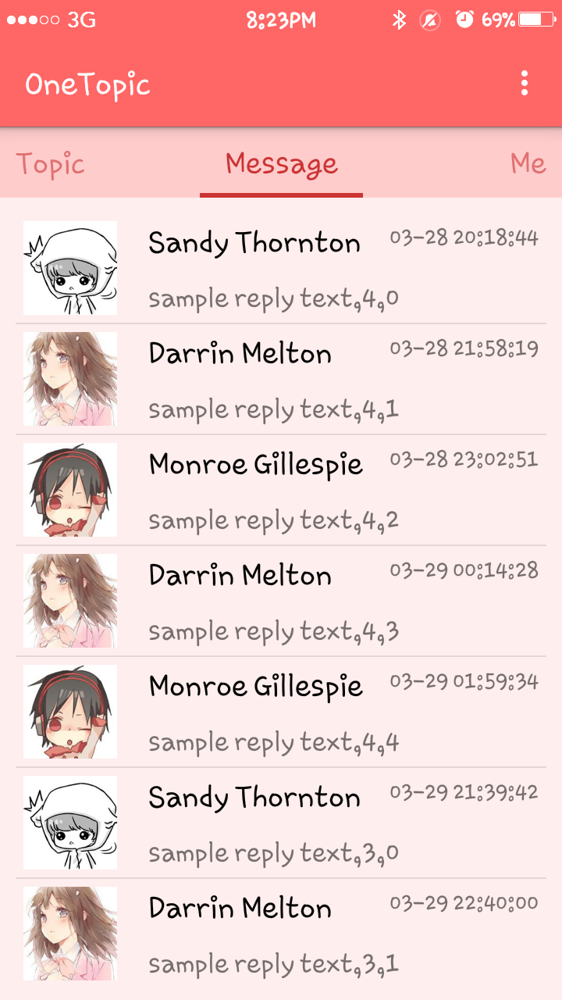 3G 8:23PM 69%
OneTopic
Topic Message Me
Sandy Thornton 03-28 20:18:44
sample reply text,4,0
Darrin Melton 03-28 21:58:19
sample reply text,4,1
Monroe Gillespie 03-28 23:02:51
sample reply text,4,2
Darrin Melton 03-29 00:14:28
sample reply text,4,3
Monroe Gillespie 03-29 01:59:34
sample reply text,4,4
Sandy Thornton 03-29 21:39:42
sample reply text,3,0
Darrin Melton 03-29 22:40:00
sample reply text,3,1